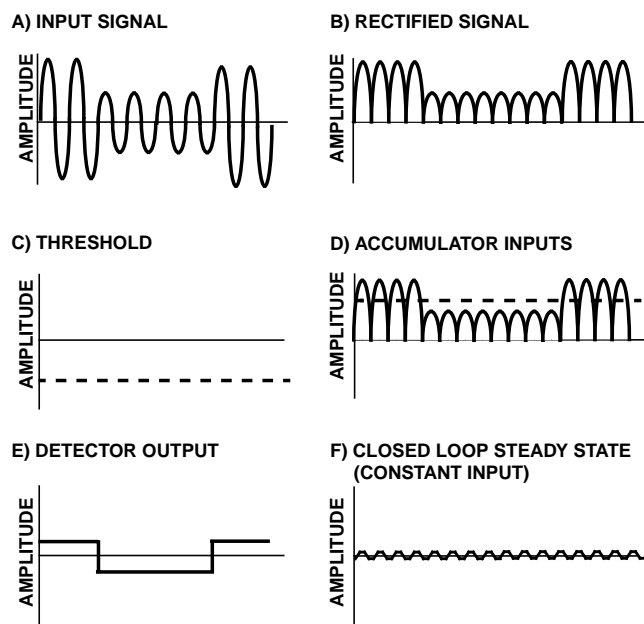 A) INPUT SIGNAL
AMPLITUDE
B) RECTIFIED SIGNAL
AMPLITUDE
C) THRESHOLD
AMPLITUDE
D) ACCUMULATOR INPUTS
AMPLITUDE
E) DETECTOR OUTPUT
AMPLITUDE
F) CLOSED LOOP STEADY STATE
(CONSTANT INPUT)
AMPLITUDE